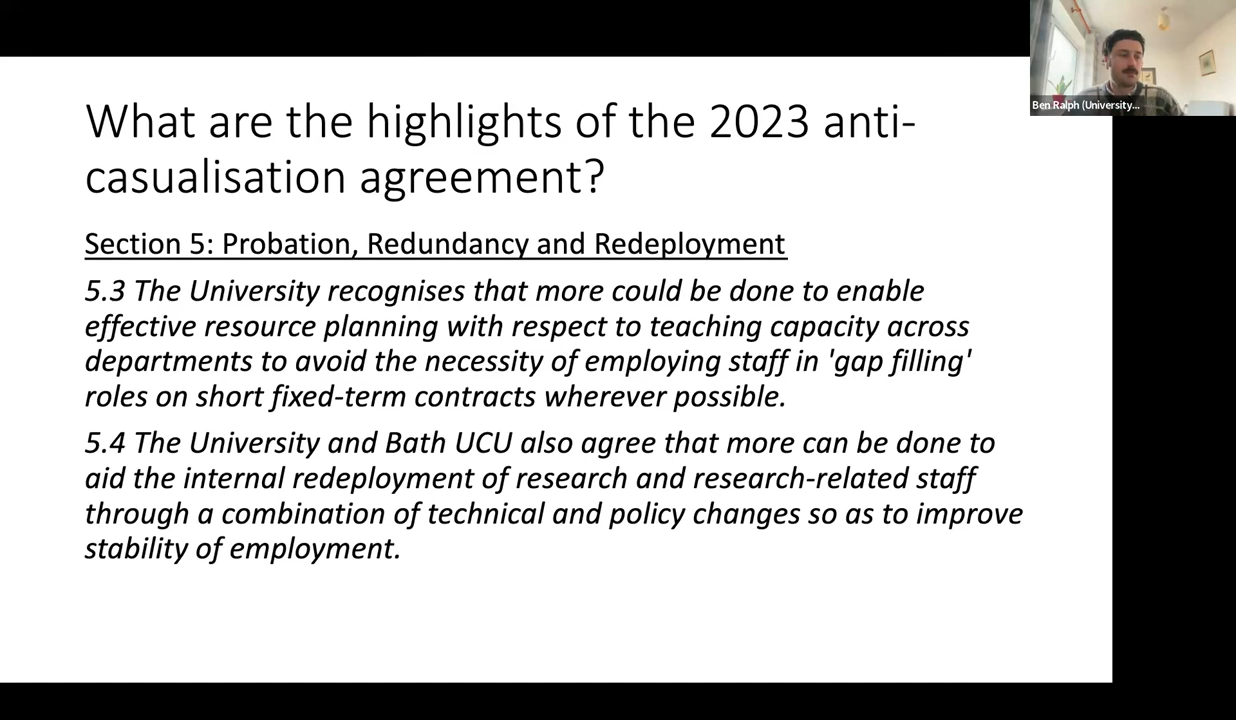 What are the highlights of the 2023 anti-
casualisation agreement?
Section 5: Probation, Redundancy and Redeployment
5.3 The University recognises that more could be done to enable
effective resource planning with respect to teaching capacity across
departments to avoid the necessity of employing staff in 'gap filling'
roles on short fixed-term contracts wherever possible.
5.4 The University and Bath UCU also agree that more can be done to
aid the internal redeployment of research and research-related staff
through a combination of technical and policy changes so as to improve
stability of employment.
Ben Ralph (University...